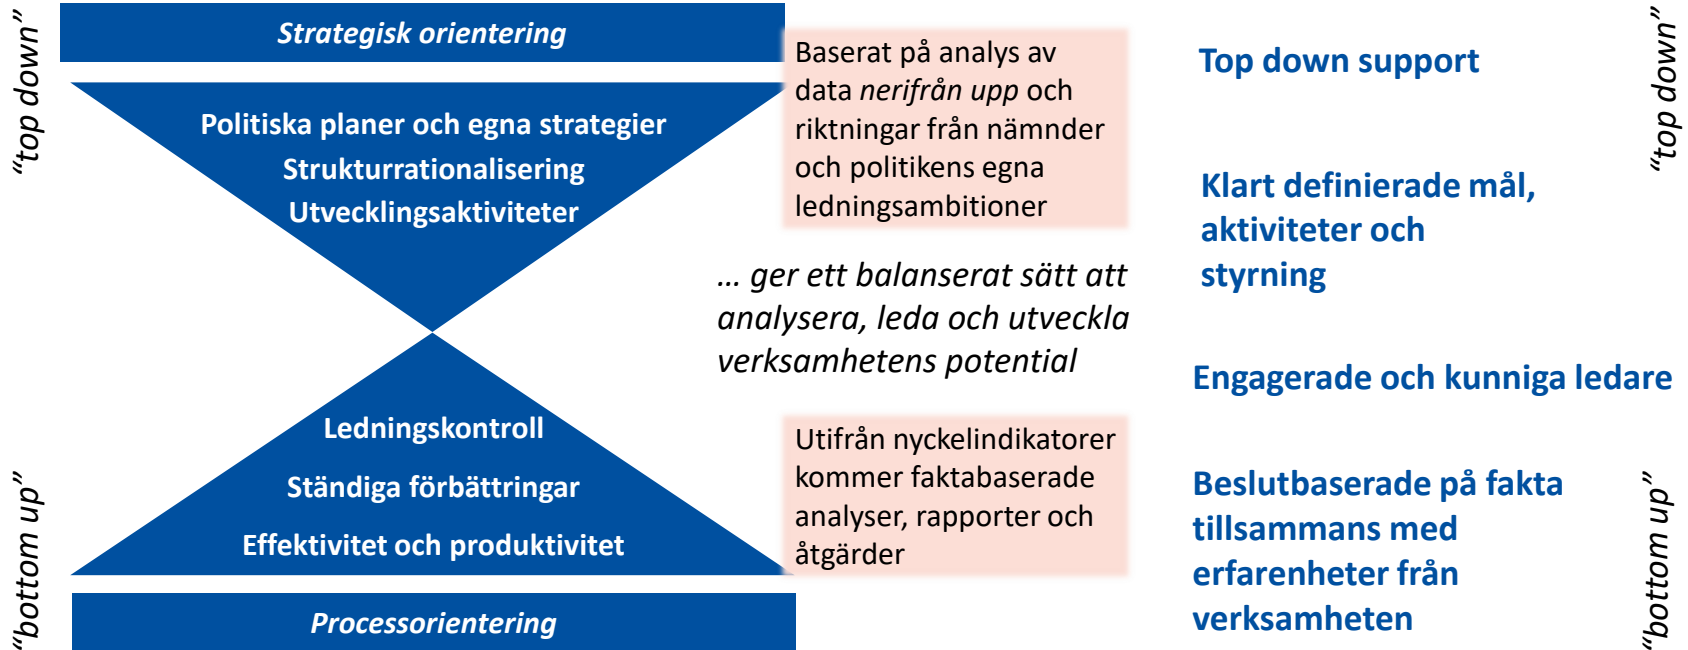 “top down”
Strategisk orientering
Politiska planer och egna strategier
Strukturrationalisering
Utvecklingsaktiviteter
Baserat på analys av
data nerifrån upp och
riktningar från nämnder
och politikens egna
ledningsambitioner
… ger ett balanserat sätt att
analysera, leda och utveckla
verksamhetens potential
“bottom up”
Ledningskontroll
Ständiga förbättringar
Effektivitet och produktivitet
Processorientering
Utifrån nyckelindikatorer
kommer faktabaserade
analyser, rapporter och
åtgärder
Top down support
Klart definierade mål,
aktiviteter och
styrning
Engagerade och kunniga ledare
Beslutbaserade på fakta
tillsammans med
erfarenheter från
verksamheten
“top down”
“bottom up”